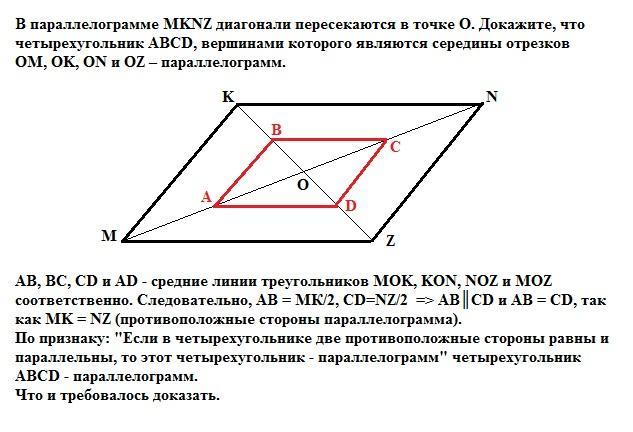 В параллелограмме MKNZ диагонали пересекаются в точке О. Докажите, что
четырехугольник ABCD, вершинами которого являются середины отрезков
OM, OK, ON и OZ – параллелограмм.
K
N
B
C
O
A
D
M
Z
AB, BC, CD и AD - средние линии треугольников MOK, KON, NOZ и MOZ
соответственно. Следовательно, AB = МК/2, CD=NZ/2 => AB║CD и AB = CD, так
как MK = NZ (противоположные стороны параллелограмма).
По признаку: "Если в четырехугольнике две противоположные стороны равны и
параллельны, то этот четырехугольник - параллелограмм" четырехугольник
ABCD - параллелограмм.
Что и требовалось доказать.